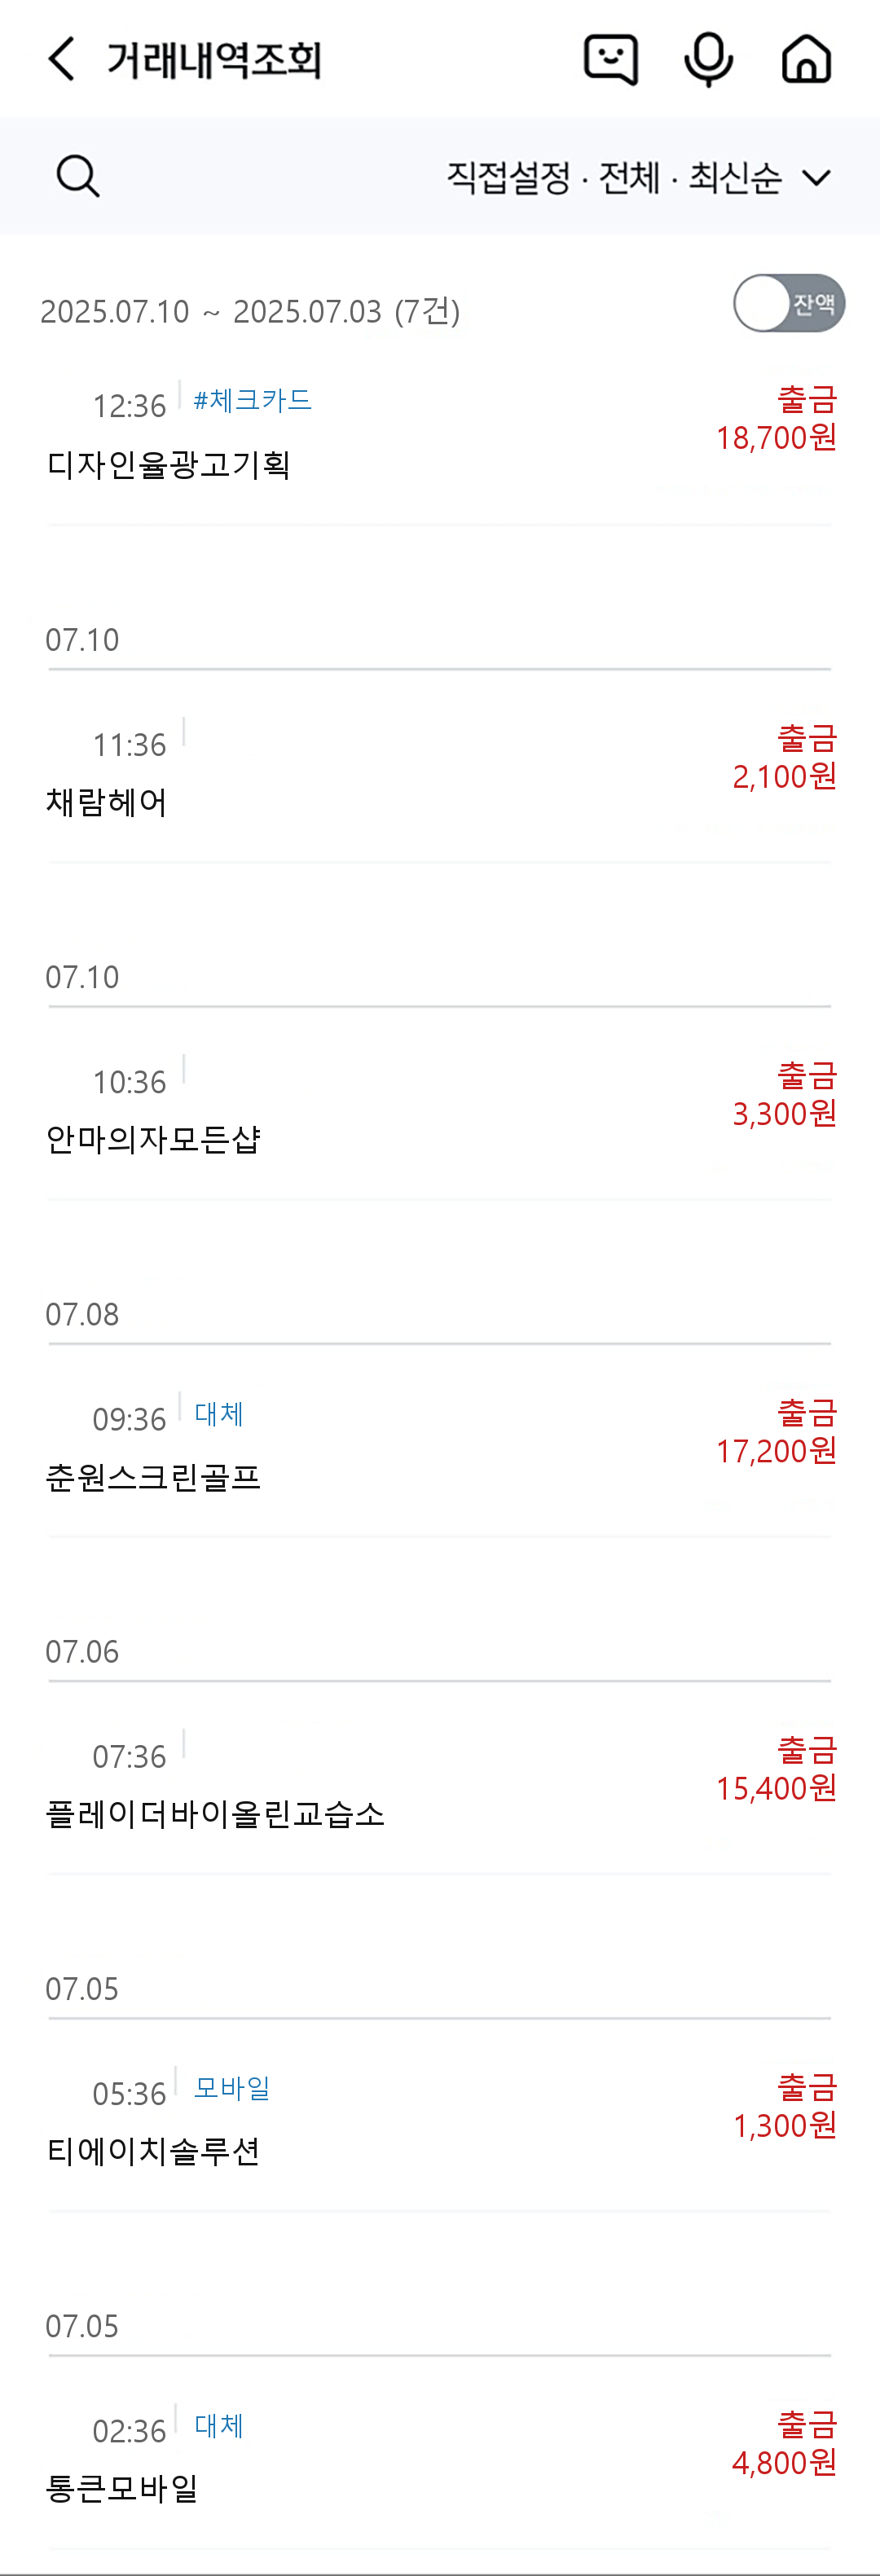 거래내역조회
직접설정 · 전체 · 최신순
2025.07.10 ~ 2025.07.03 (7건)
잔액
12:36 #체크카드
출금
18,700원
디자인율광고기획
07.10
11:36
출금
2,100원
채람헤어
07.10
10:36
출금
3,300원
안마의자모든샵
07.08
09:36 대체
출금
17,200원
춘원스크린골프
07.06
07:36
출금
15,400원
플레이더바이올린교습소
07.05
05:36 모바일
출금
1,300원
티에이치솔루션
07.05
02:36 대체
출금
4,800원
통큰모바일